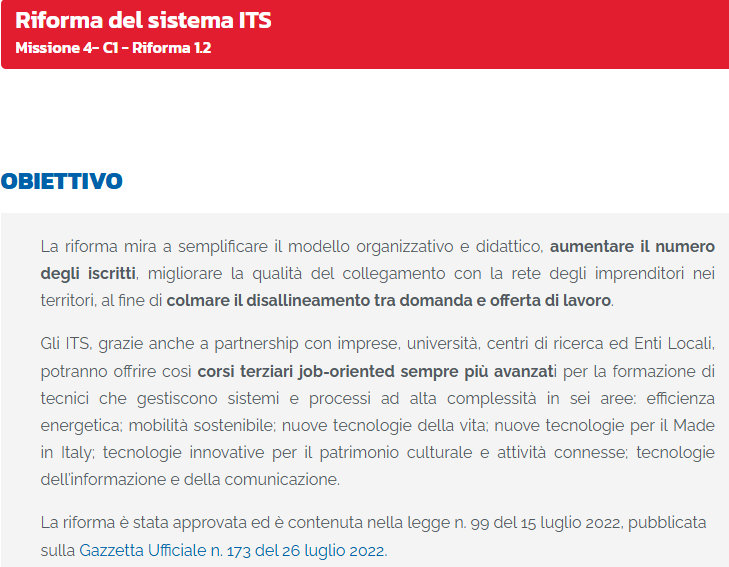 Riforma del sistema ITS
Missione 4- C1 - Riforma 1.2
OBIETTIVO
La riforma mira a semplificare il modello organizzativo e didattico, aumentare il numero
degli iscritti, migliorare la qualità del collegamento con la rete degli imprenditori nei
territori, al fine di colmare il disallineamento tra domanda e offerta di lavoro.
Gli ITS, grazie anche a partnership con imprese, università, centri di ricerca ed Enti Locali,
potranno offrire così corsi terziari job-oriented sempre più avanzati per la formazione di
tecnici che gestiscono sistemi e processi ad alta complessità in sei aree: efficienza
energetica; mobilità sostenibile; nuove tecnologie della vita; nuove tecnologie per il Made
in Italy; tecnologie innovative per il patrimonio culturale e attività connesse; tecnologie
dell'informazione e della comunicazione.
La riforma è stata approvata ed è contenuta nella legge n. 99 del 15 luglio 2022, pubblicata
sulla Gazzetta Ufficiale n. 173 del 26 luglio 2022.